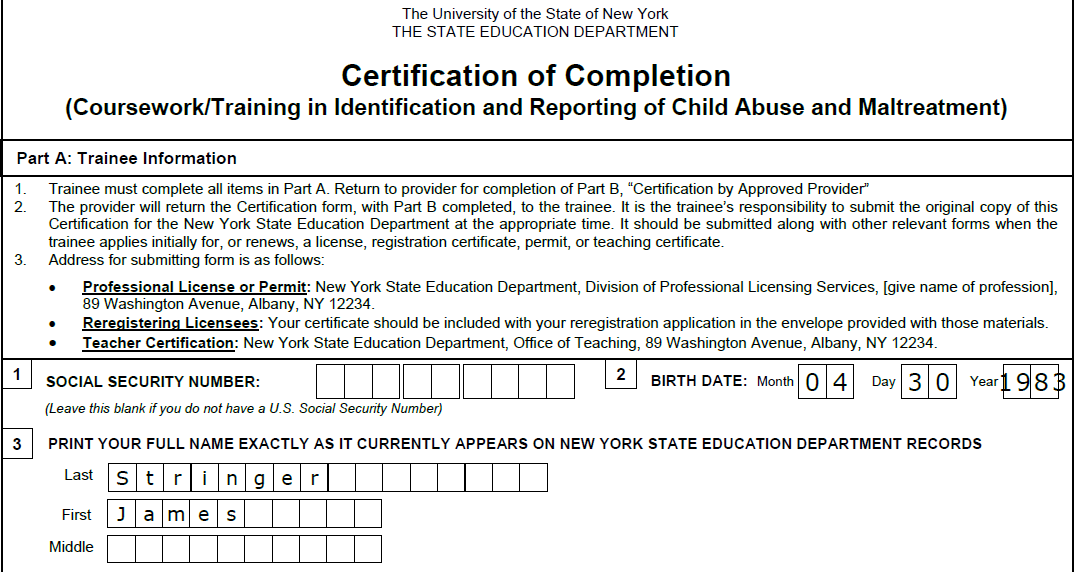 The University of the State of New York
THE STATE EDUCATION DEPARTMENT
Certification of Completion
(Coursework/Training in Identification and Reporting of Child Abuse and Maltreatment)
Part A: Trainee Information
1. Trainee must complete all items in Part A. Return to provider for completion of Part B, “Certification by Approved Provider”
2. The provider will return the Certification form, with Part B completed, to the trainee. It is the trainee’s responsibility to submit the original copy of this
Certification for the New York State Education Department at the appropriate time. It should be submitted along with other relevant forms when the
trainee applies initially for, or renews, a license, registration certificate, permit, or teaching certificate.
3. Address for submitting form is as follows:
• Professional License or Permit: New York State Education Department, Division of Professional Licensing Services, [give name of profession],
89 Washington Avenue, Albany, NY 12234.
• Reregistering Licensees: Your certificate should be included with your reregistration application in the envelope provided with those materials.
• Teacher Certification: New York State Education Department, Office of Teaching, 89 Washington Avenue, Albany, NY 12234.
1 SOCIAL SECURITY NUMBER: 2 BIRTH DATE: Month 04 Day 30 Year 1983
(Leave this blank if you do not have a U.S. Social Security Number)
3 PRINT YOUR FULL NAME EXACTLY AS IT CURRENTLY APPEARS ON NEW YORK STATE EDUCATION DEPARTMENT RECORDS
Last Stringer
First James
Middle